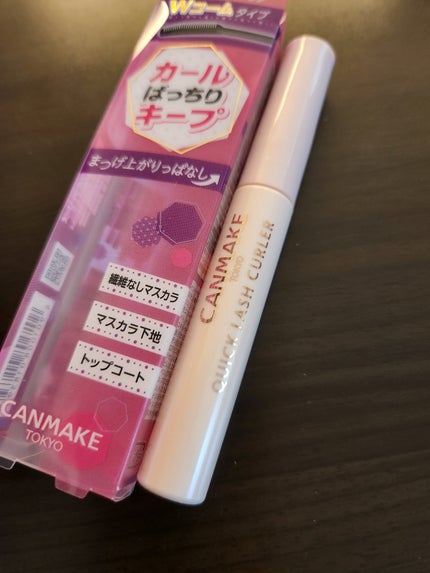 Wコームタイプ
カール
ばっちり
キープ
まつげ上がりっぱなし
繊維なしマスカラ
マスカラ下地
トップコート
CANMAKE
TOKYO
CANMAKE
TOKYO
QUICK LASH CURLER